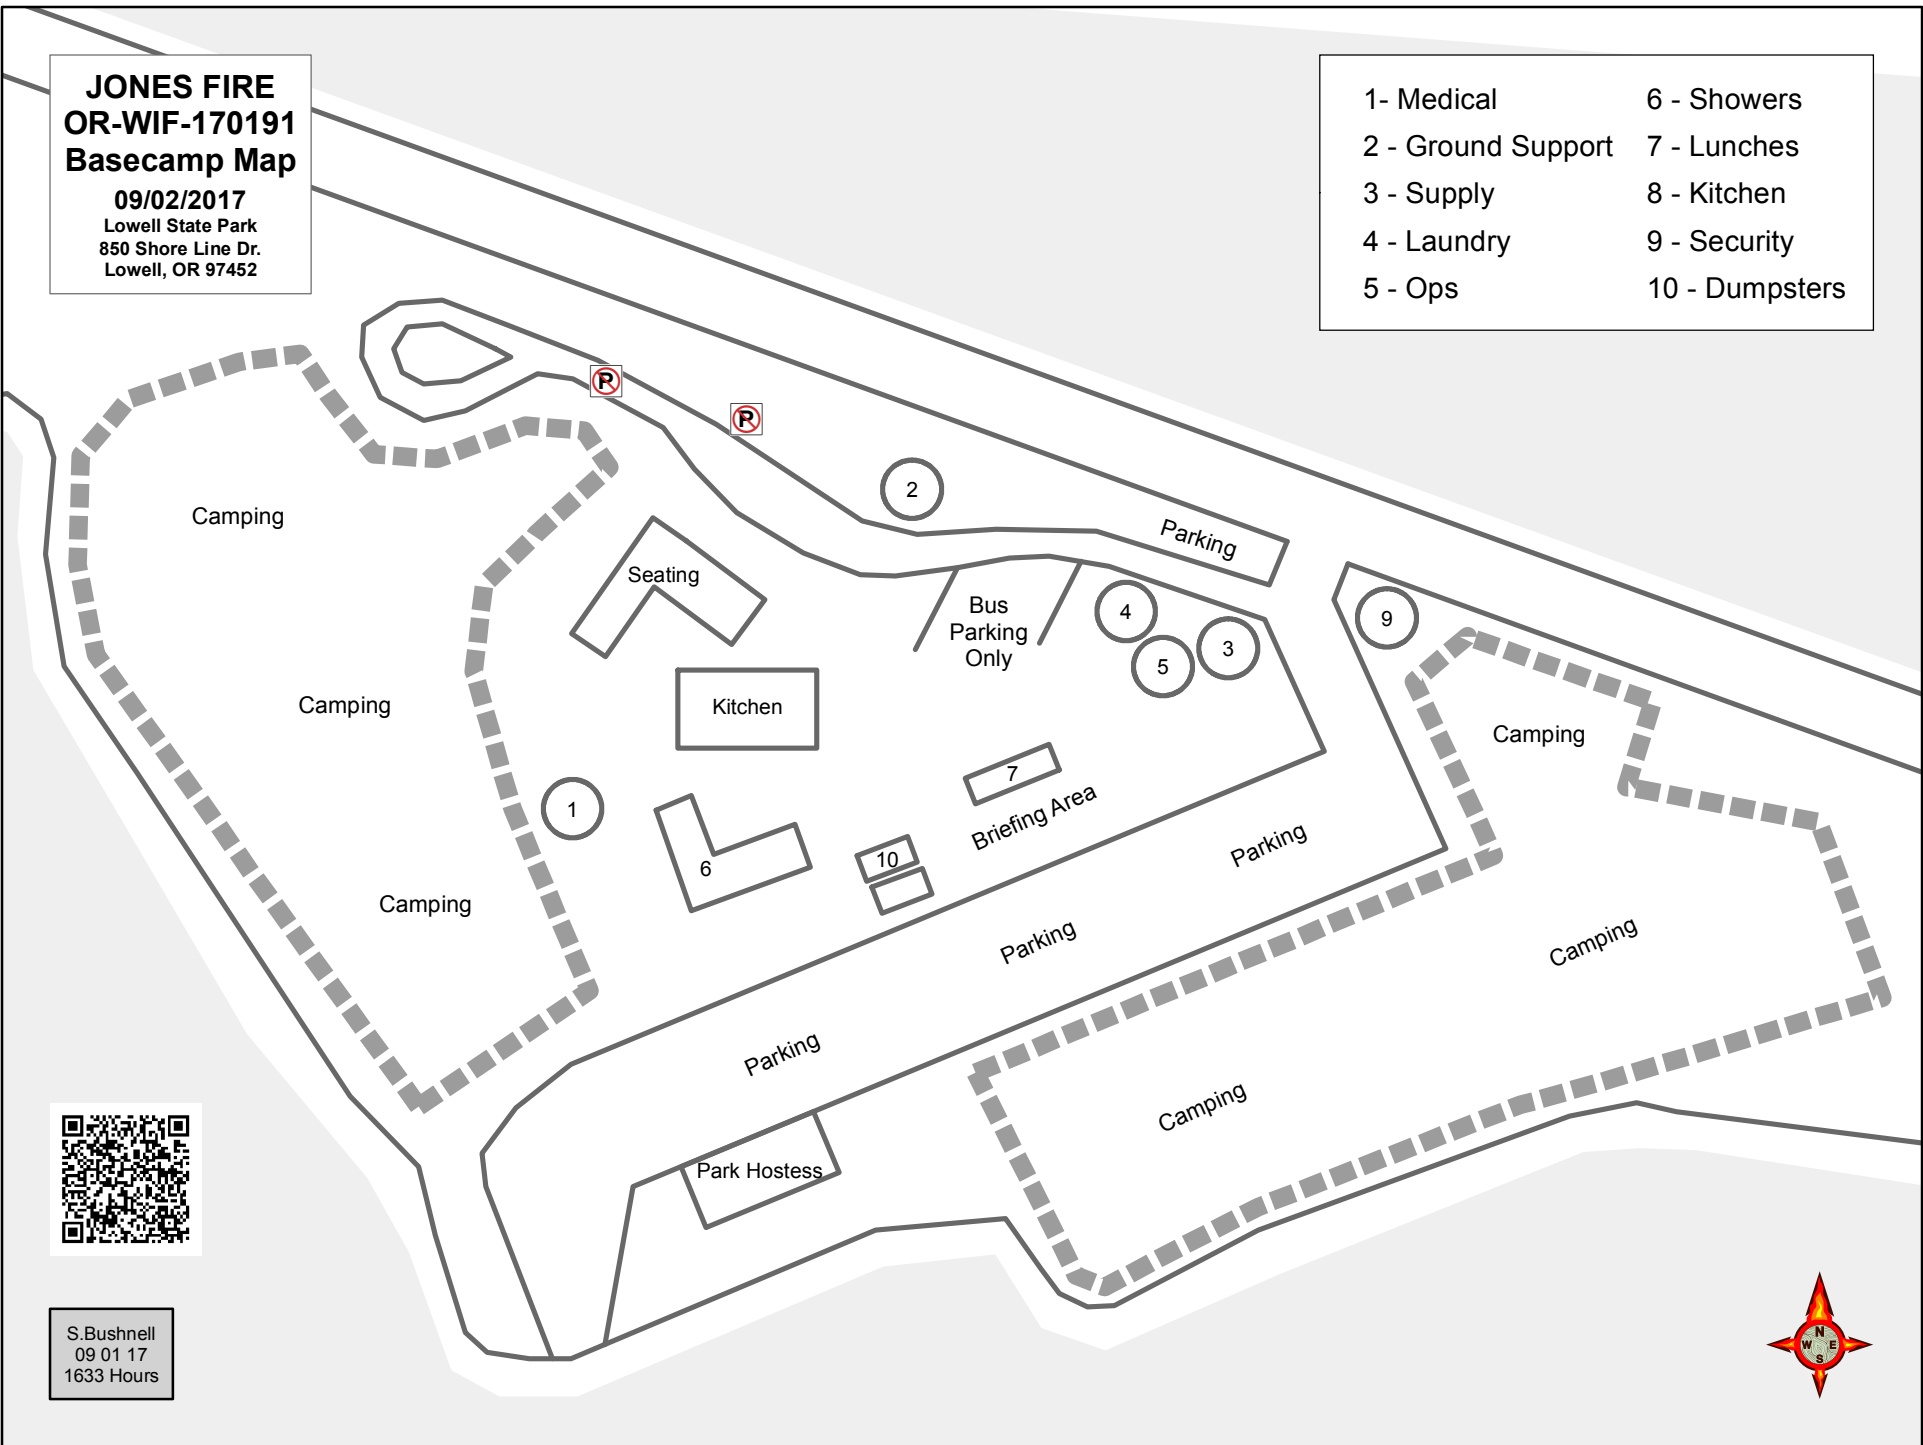 JONES FIRE
OR-WIF-170191
Basecamp Map
09/02/2017
Lowell State Park
850 Shore Line Dr.
Lowell, OR 97452
1- Medical
2 - Ground Support
3 - Supply
4 - Laundry
5 - Ops
6 - Showers
7 - Lunches
8 - Kitchen
9 - Security
10 - Dumpsters
P
P
2
Parking
Camping
Seating
Bus
Parking
Only
4
3
5
9
Camping
Kitchen
Camping
7
Briefing Area
1
6
10
Parking
Camping
Parking
Camping
Parking
Camping
Park Hostess
S.Bushnell
09 01 17
1633 Hours
N
W E
S